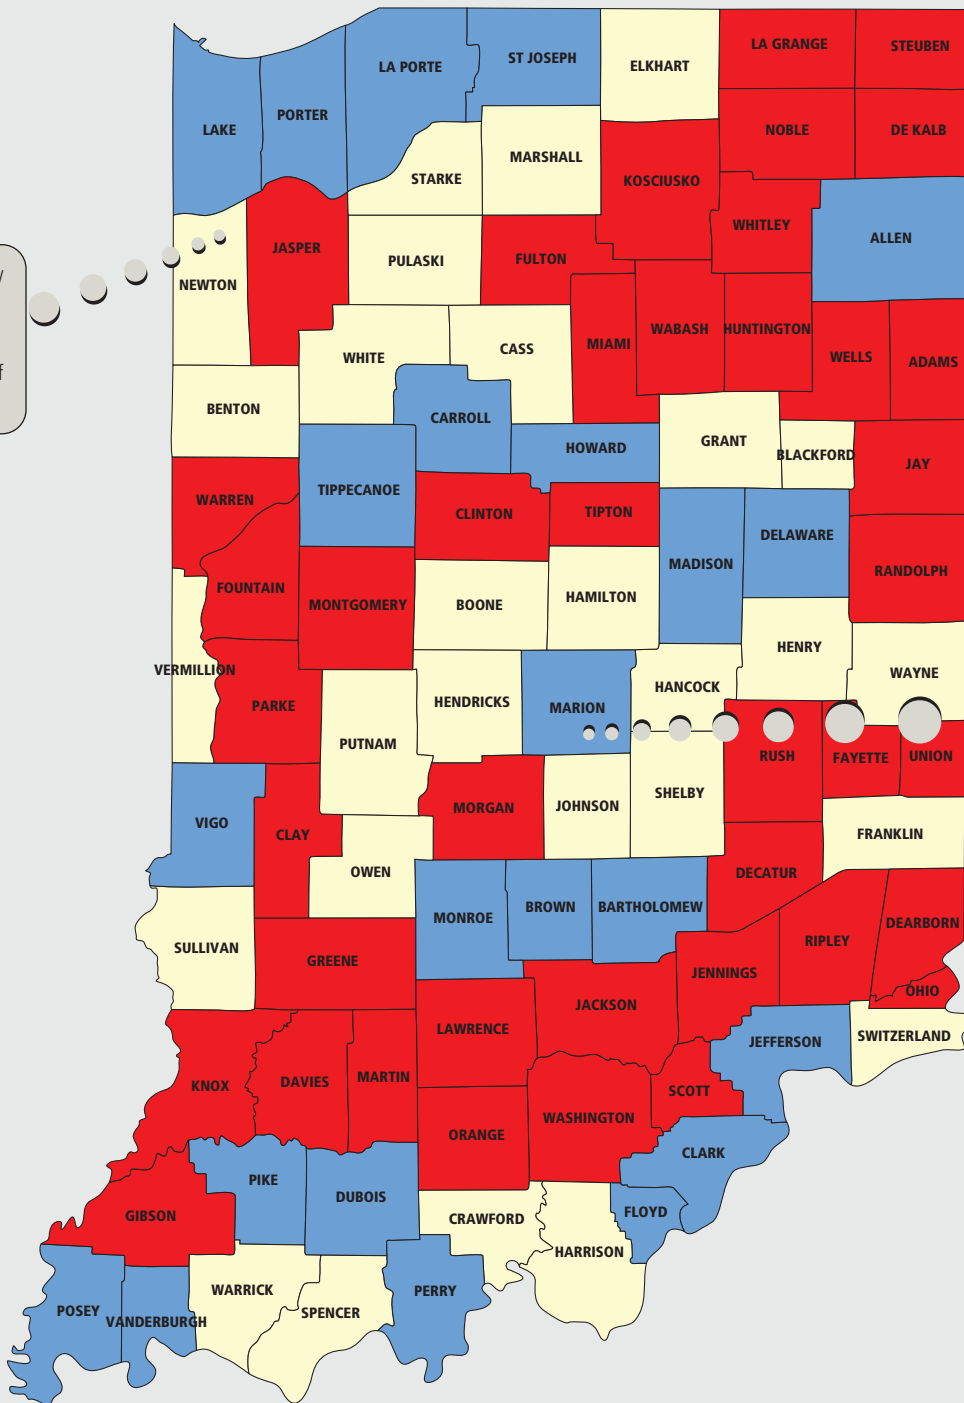 LA GRANGE
STEUBEN
ST JOSEPH
LA PORTE
ELKHART
PORTER
LAKE
NOBLE
DE KALB
MARSHALL
STARKE
KOSCIUSKO
WHITLEY
ALLEN
JASPER
PULASKI
FULTON
y
NEWTON
WABASH
HUNTINGTON
MIAMI
CASS
WHITE
WELLS
ADAMS
f
BENTON
CARROLL
GRANT
HOWARD
BLACKFORD
JAY
TIPPECANOE
WARREN
CLINTON
TIPTON
DELAWARE
MADISON
RANDOLPH
FOUNTAIN
HAMILTON
MONTGOMERY
BOONE
HENRY
VERMILLION
WAYNE
HANCOCK
HENDRICKS
PARKE
MARION
PUTNAM
RUSH
FAYETTE
UNION
SHELBY
JOHNSON
MORGAN
VIGO
CLAY
FRANKLIN
OWEN
DECATUR
BROWN
BARTHOLOMEW
MONROE
DEARBORN
RIPLEY
SULLIVAN
GREENE
JENNINGS
OHIO
JACKSON
LAWRENCE
SWITZERLAND
JEFFERSON
MARTIN
DAVIES
KNOX
SCOTT
WASHINGTON
ORANGE
CLARK
PIKE
DUBOIS
FLOYD
GIBSON
CRAWFORD
HARRISON
WARRICK
PERRY
POSEY
SPENCER
VANDERBURGH